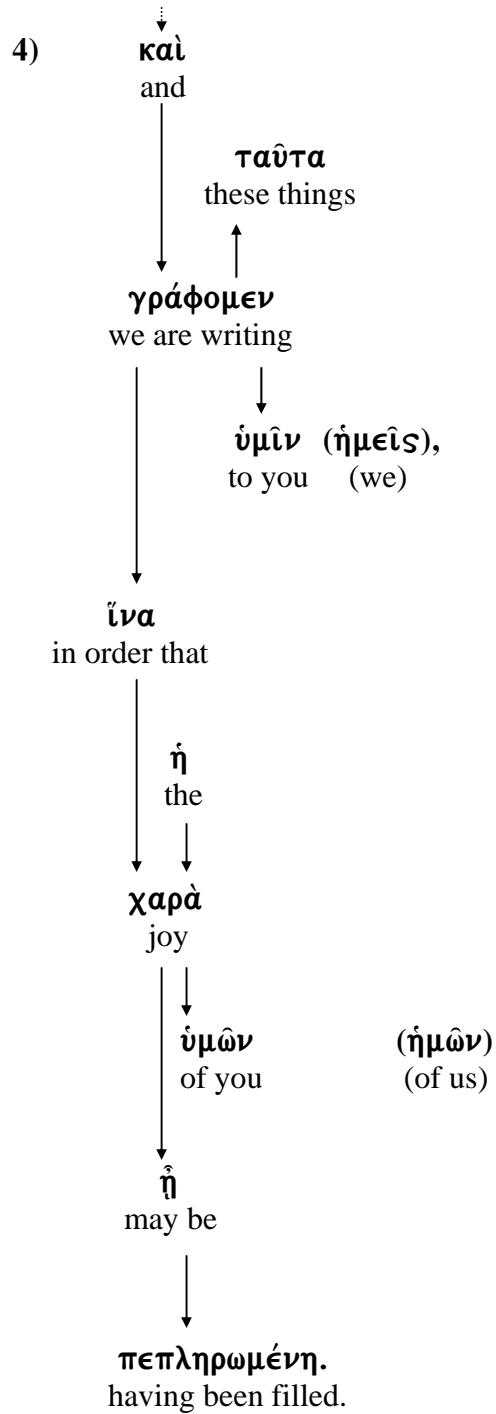 4) καὶ
and
ταῦτα
these things
γράφομεν
we are writing
ὑμῖν (ἡμεῖς),
to you (we)
ἵνα
in order that
ἡ
the
χαρὰ
joy
ὑμῶν (ἡμῶν)
of you (of us)
ᾖ
may be
πεπληρωμένη.
having been filled.